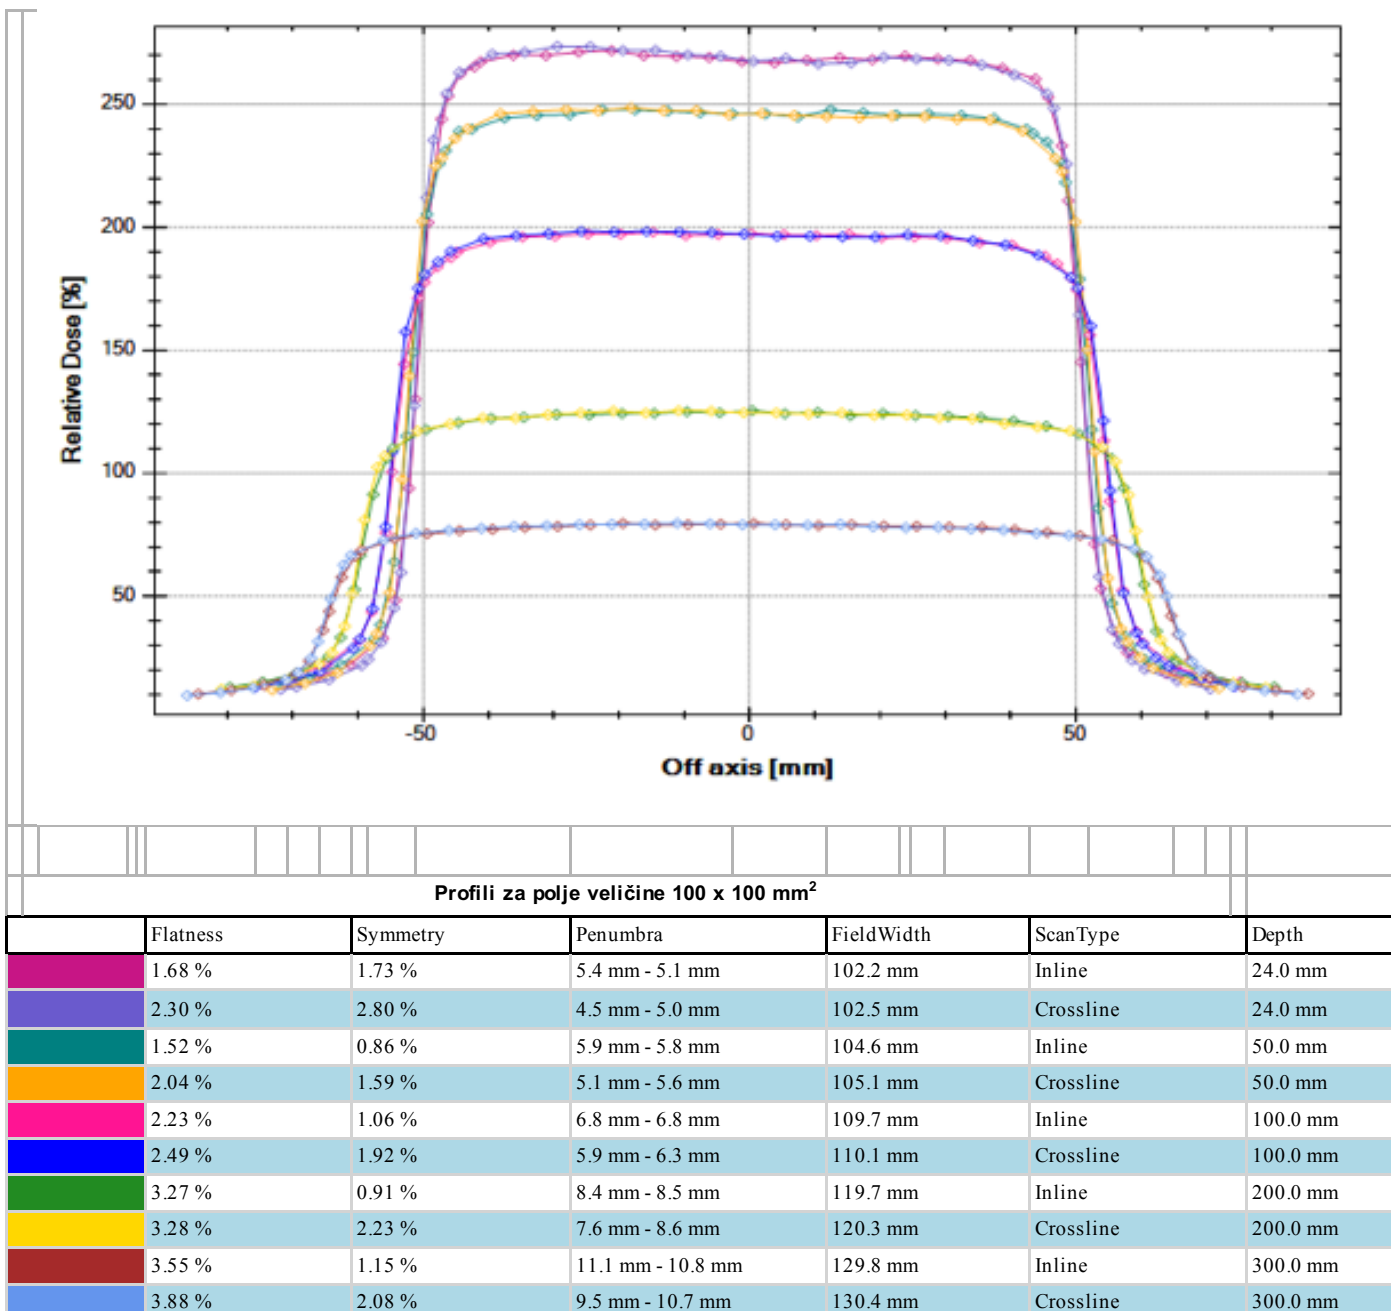 250
200
150
100
50
Relative Dose [%]
-50 0 50
Off axis [mm]
Profili za polje veličine 100 x 100 mm²
Flatness Symmetry Penumbra FieldWidth ScanType Depth
1.68 % 1.73 % 5.4 mm - 5.1 mm 102.2 mm Inline 24.0 mm
2.30 % 2.80 % 4.5 mm - 5.0 mm 102.5 mm Crossline 24.0 mm
1.52 % 0.86 % 5.9 mm - 5.8 mm 104.6 mm Inline 50.0 mm
2.04 % 1.59 % 5.1 mm - 5.6 mm 105.1 mm Crossline 50.0 mm
2.23 % 1.06 % 6.8 mm - 6.8 mm 109.7 mm Inline 100.0 mm
2.49 % 1.92 % 5.9 mm - 6.3 mm 110.1 mm Crossline 100.0 mm
3.27 % 0.91 % 8.4 mm - 8.5 mm 119.7 mm Inline 200.0 mm
3.28 % 2.23 % 7.6 mm - 8.6 mm 120.3 mm Crossline 200.0 mm
3.55 % 1.15 % 11.1 mm - 10.8 mm 129.8 mm Inline 300.0 mm
3.88 % 2.08 % 9.5 mm - 10.7 mm 130.4 mm Crossline 300.0 mm